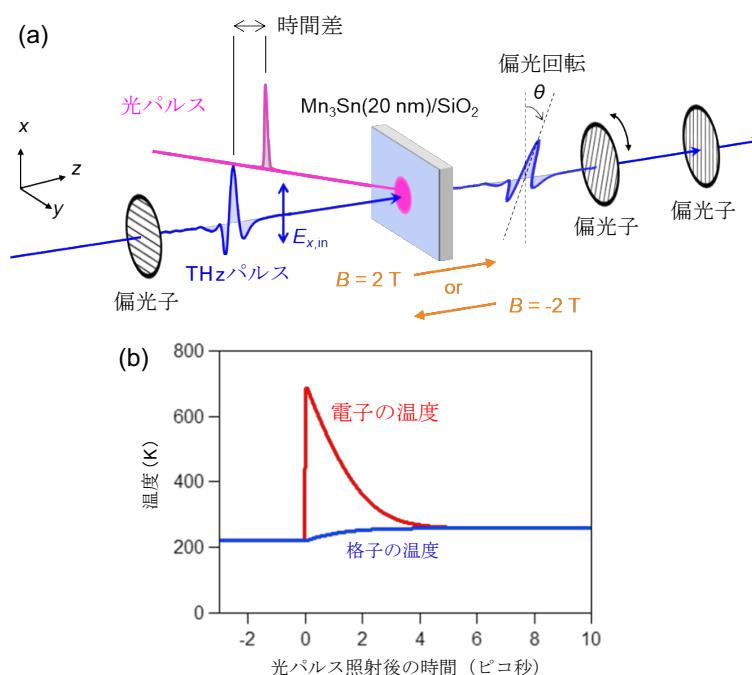 (a)
時間差
偏光回転
光パルス
Mn₃Sn(20 nm)/SiO₂
θ
x
z
y
Eₓ,in
THzパルス
偏光子
偏光子
偏光子
B = 2 T
or
B = -2 T
(b)
800
600
400
200
0
温度(K)
電子の温度
格子の温度
-2
0
2
4
6
8
10
光パルス照射後の時間（ピコ秒）